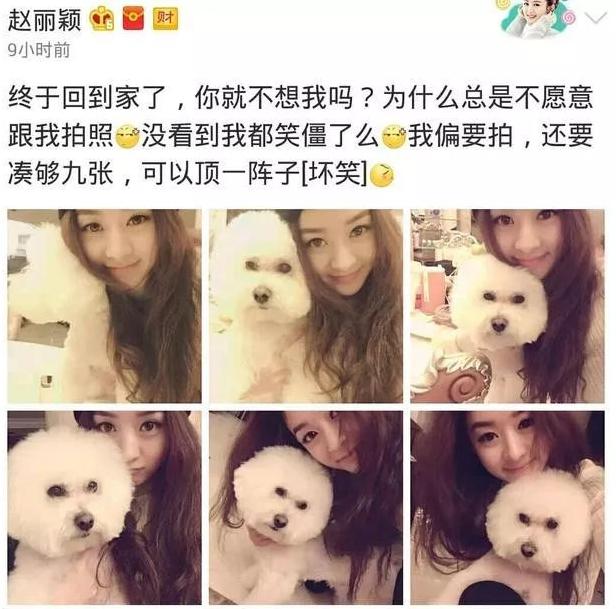 赵丽颖 财
9小时前
终于回到家了，你就不想我吗？为什么总是不愿意
跟我拍照没看到我都笑僵了么我偏要拍，还要
凑够九张，可以顶一阵子[坏笑]